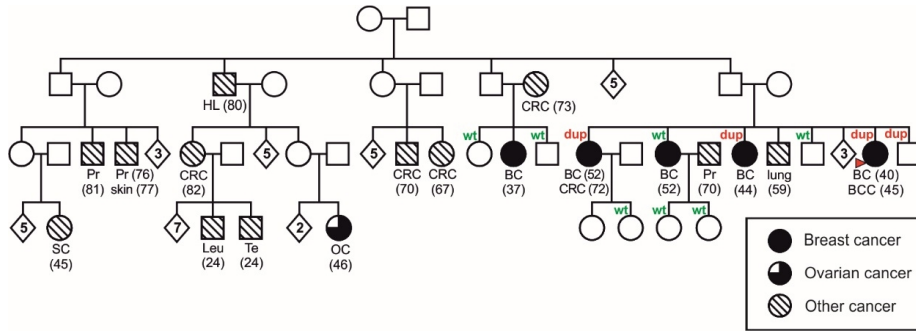 5
HL (80)
CRC (73)
wt
wt
dup
wt
dup
wt
dup
dup
3
5
5
3
Pr
(81)
Pr (76)
skin (77)
CRC
(82)
CRC
(70)
CRC
(67)
BC
(37)
BC (52)
CRC (72)
BC
(52)
Pr
(70)
BC
(44)
lung
(59)
BC (40)
BCC (45)
wt
wt
wt
5
7
2
SC
(45)
Leu
(24)
Te
(24)
OC
(46)
Breast cancer
Ovarian cancer
Other cancer